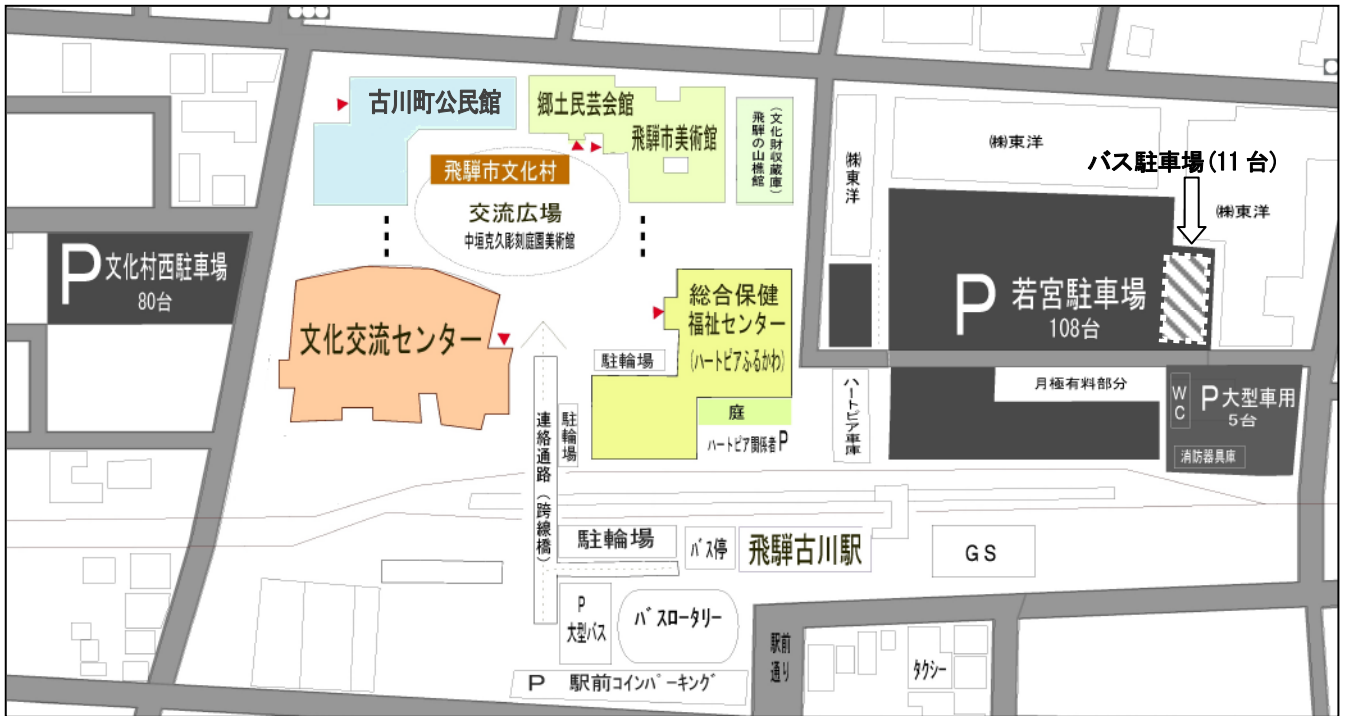 古川町公民館
郷土民芸会館
飛騨市美術館
(文化財収蔵庫)
飛騨の山樵館
飛騨市文化村
交流広場
中垣克久彫刻庭園美術館
㈱東洋
㈱東洋
バス駐車場(11 台)
㈱東洋
P 文化村西駐車場
80台
文化交流センター
総合保健
福祉センター
(ハートピアふるかわ)
駐輪場
P 若宮駐車場
108台
庭
ハートピア関係者 P
ハートピア車庫
月極有料部分
WC
P 大型車用
5台
消防器具庫
連絡通路(跨線橋)
駐輪場
駐輪場
バス停
飛騨古川駅
GS
P
大型バス
バスロータリー
駅前通り
タクシー
P 駅前コインパーキング